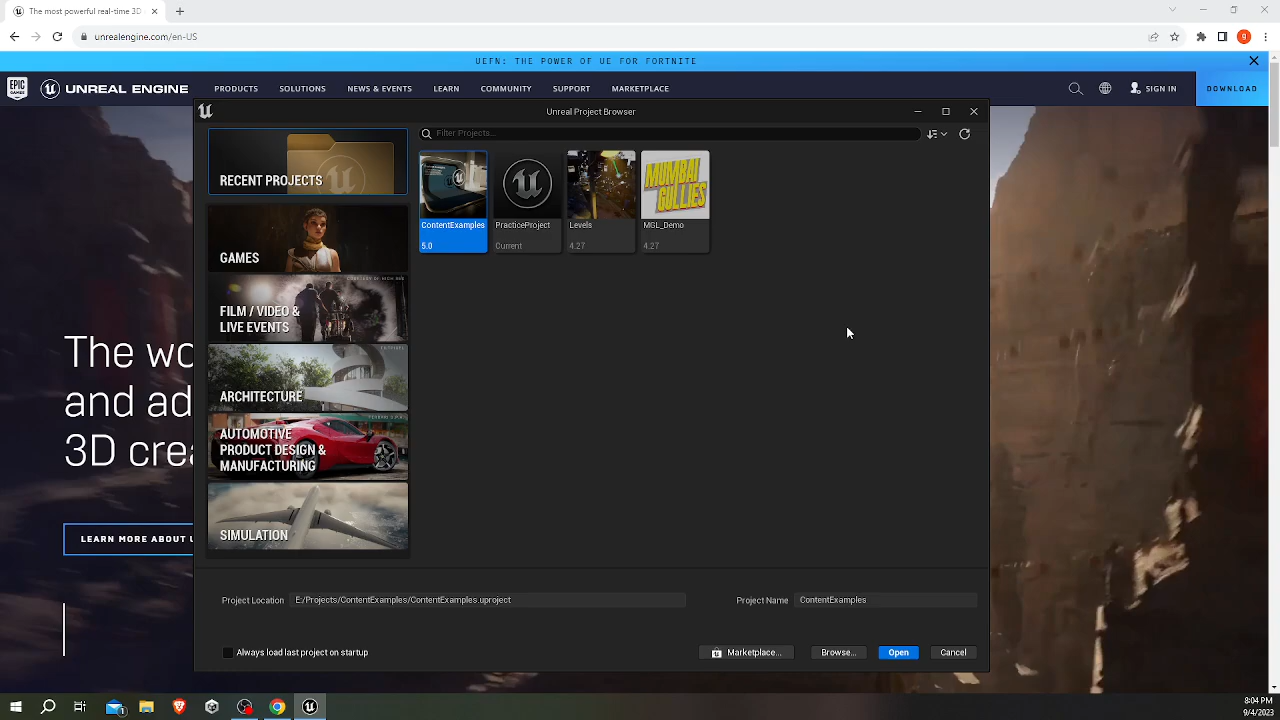 The most powerful real-time 3D
unrealengine.com/en-US
g
UEFN: THE POWER OF UE FOR FORTNITE
EPIC GAMES
UNREAL ENGINE
PRODUCTS
SOLUTIONS
NEWS & EVENTS
LEARN
COMMUNITY
SUPPORT
MARKETPLACE
SIGN IN
DOWNLOAD
Unreal Project Browser
Filter Projects...
RECENT PROJECTS
GAMES
FILM / VIDEO &
LIVE EVENTS
ARCHITECTURE
AUTOMOTIVE
PRODUCT DESIGN &
MANUFACTURING
SIMULATION
ContentExamples
5.0
PracticeProject
Current
Levels
4.27
MUMBAI
GULLIES
MGL_Demo
4.27
The wo
and ad
3D crea
LEARN MORE ABOUT U
Project Location
E:/Projects/ContentExamples/ContentExamples.uproject
Project Name
ContentExamples
Always load last project on startup
Marketplace...
Browse...
Open
Cancel
8:04 PM
9/4/2023